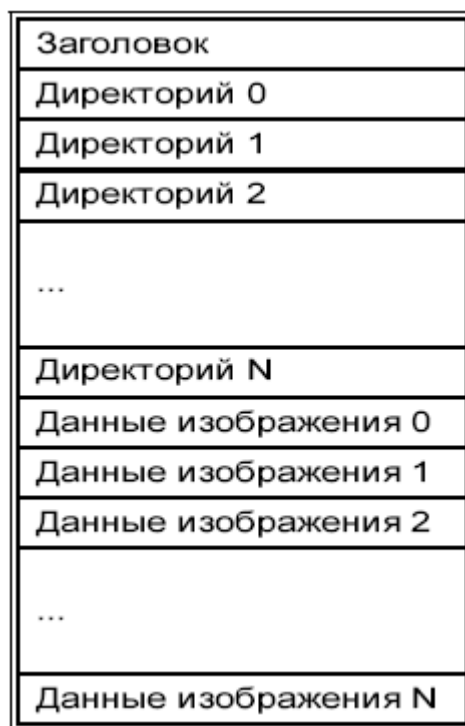 Заголовок
Директорий 0
Директорий 1
Директорий 2
...
Директорий N
Данные изображения 0
Данные изображения 1
Данные изображения 2
...
Данные изображения N